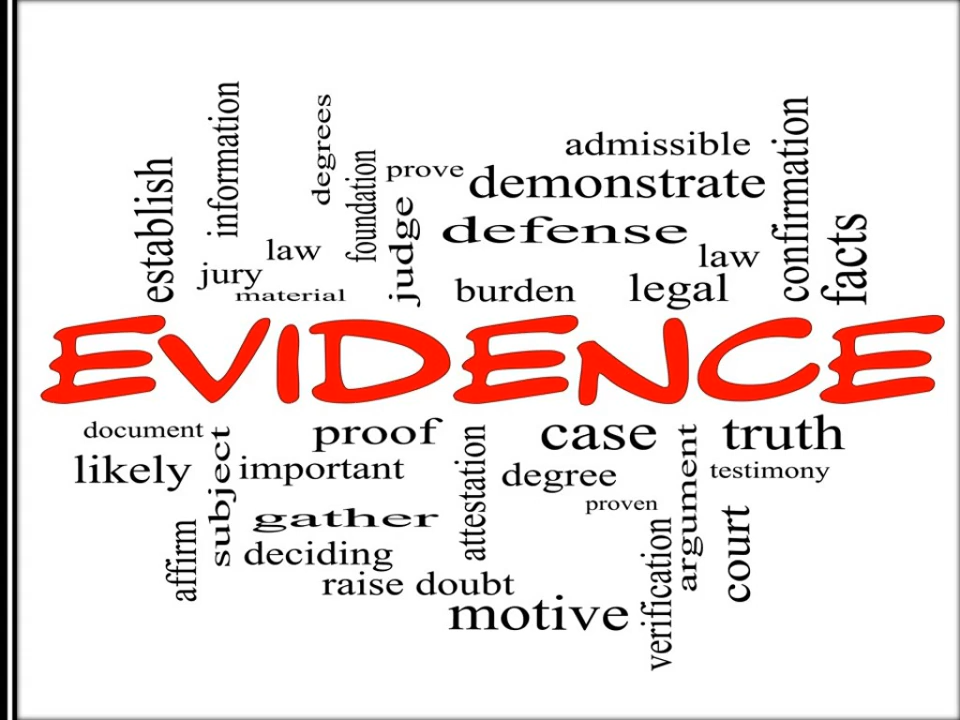 establish
information
degrees
foundation
prove
admissible
demonstrate
confirmation
judge
defense
facts
law
law
jury
material
burden
legal
EVIDENCE
document
proof
case
truth
likely
subject
important
attestation
degree
argument
testimony
proven
gather
affirm
deciding
court
raise doubt
motive
verification